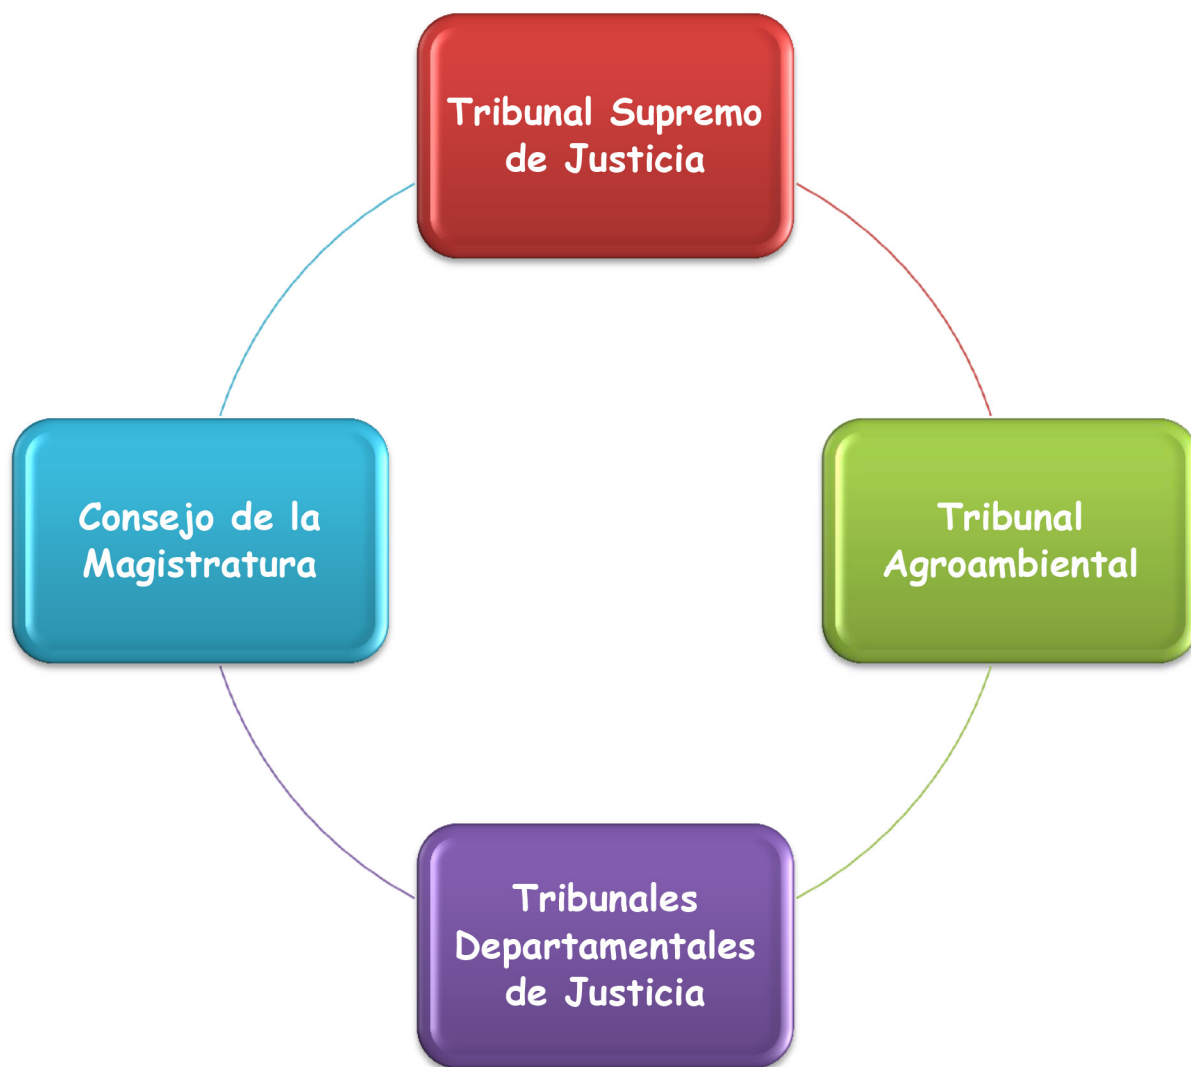 Tribunal Supremo
de Justicia
Consejo de la
Magistratura
Tribunal
Agroambiental
Tribunales
Departamentales
de Justicia